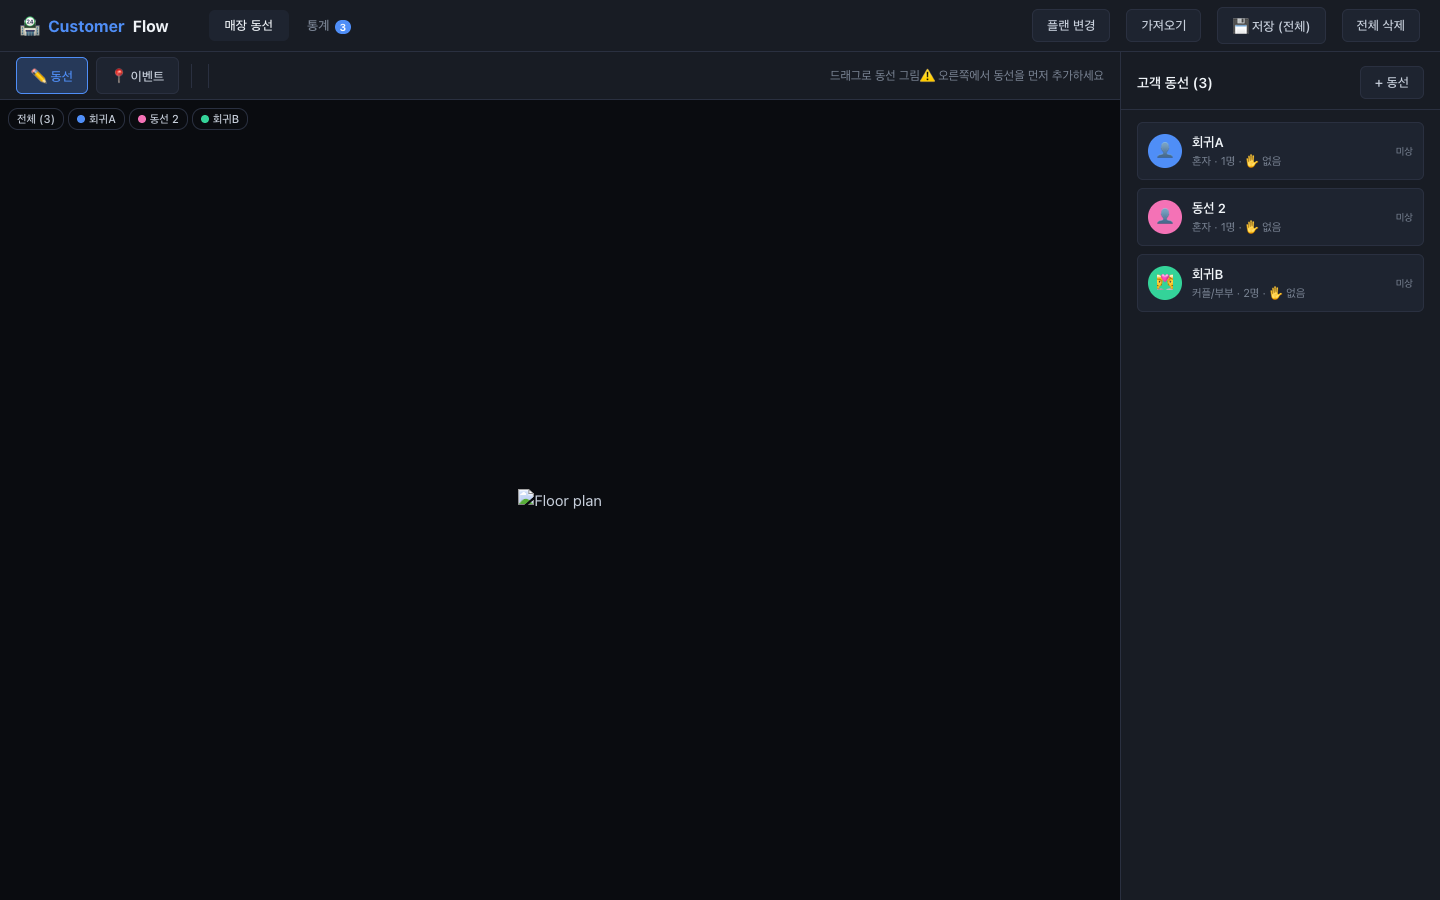 Customer Flow
매장 동선
통계 3
플랜 변경
가져오기
💾 저장 (전체)
전체 삭제
✏️ 동선
📍 이벤트
드래그로 동선 그림⚠️ 오른쪽에서 동선을 먼저 추가하세요
전체 (3)
회귀A
동선 2
회귀B
Floor plan
고객 동선 (3)
+ 동선
회귀A
혼자 · 1명 · ✋ 없음
미상
동선 2
혼자 · 1명 · ✋ 없음
미상
회귀B
커플/부부 · 2명 · ✋ 없음
미상